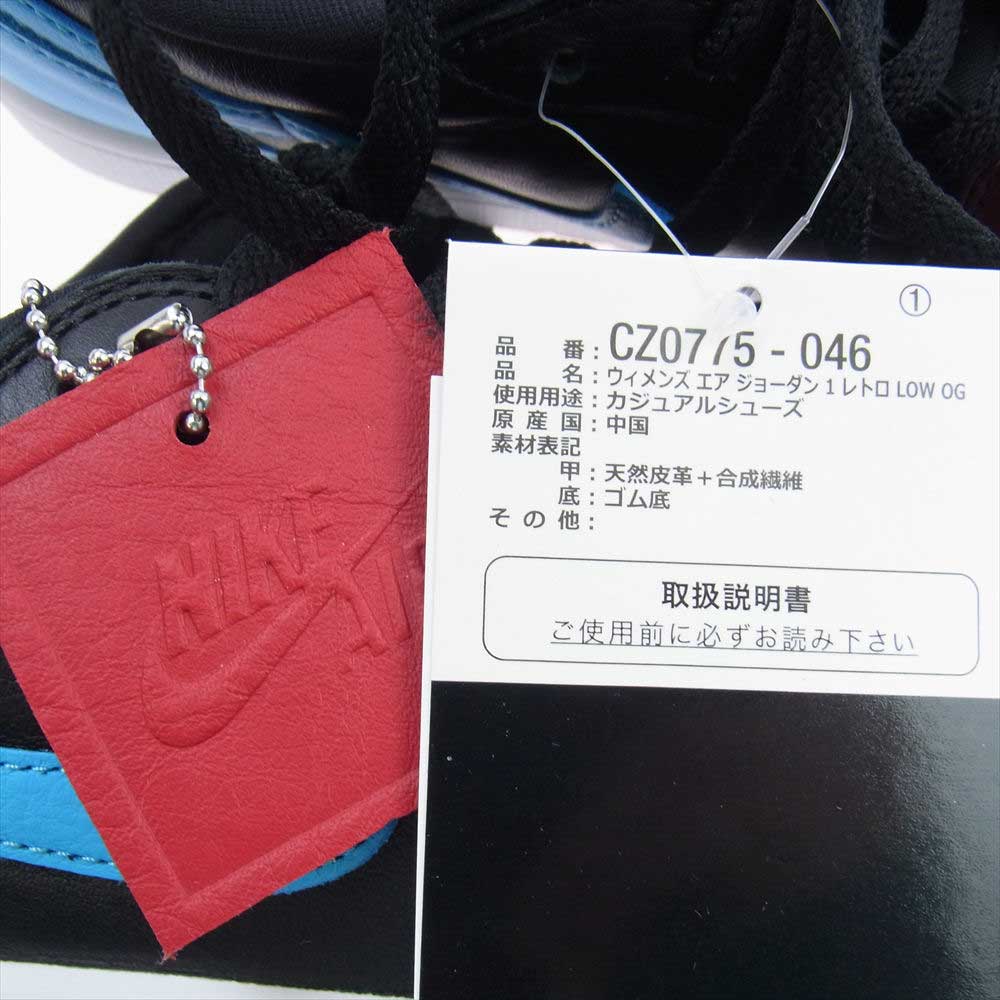 ①
品 番 : CZ0775 - 046
品 名 : ウィメンズ エア ジョーダン 1 レトロ LOW OG
使用用途 : カジュアルシューズ
原 産 国 : 中国
素材表記
甲 : 天然皮革＋合成繊維
底 : ゴム底
そ の 他 :
取扱説明書
ご使用前に必ずお読み下さい
NIKE
AIR